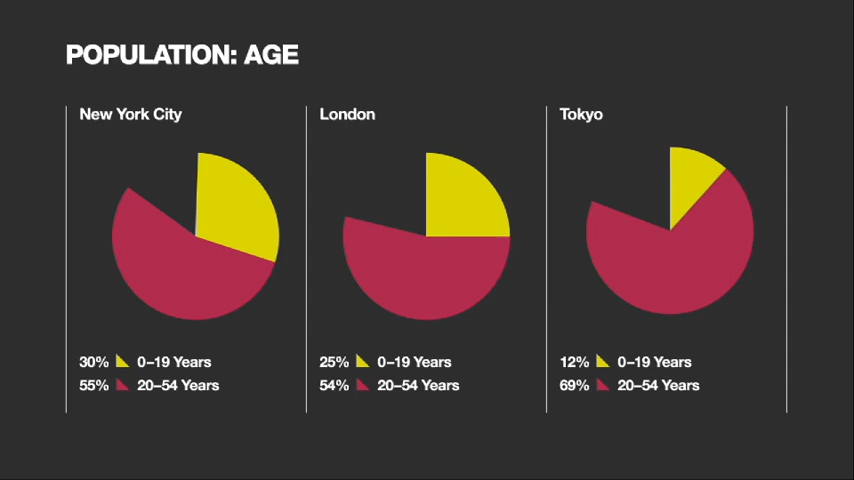 POPULATION: AGE
New York City
30% 0–19 Years
55% 20–54 Years
London
25% 0–19 Years
54% 20–54 Years
Tokyo
12% 0–19 Years
69% 20–54 Years